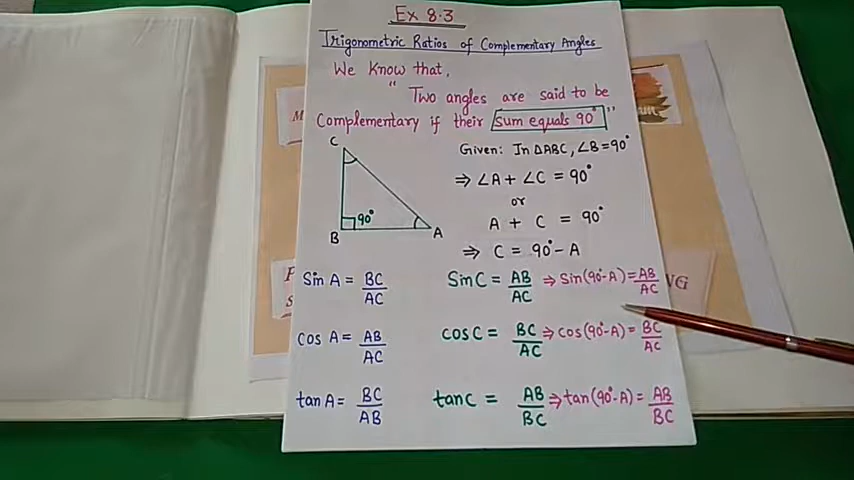 Ex 8.3
Trigonometric Ratios of Complementary Angles
We Know that,
" Two angles are said to be
Complementary if their sum equals 90° "
Given: In ΔABC, ∠B = 90°
⇒ ∠A + ∠C = 90°
or
A + C = 90°
⇒ C = 90° - A
C
90°
B
A
Sin A = BC/AC
Sin C = AB/AC ⇒ Sin(90°-A) = AB/AC
Cos A = AB/AC
Cos C = BC/AC ⇒ Cos(90°-A) = BC/AC
tan A = BC/AB
tan C = AB/BC ⇒ tan(90°-A) = AB/BC